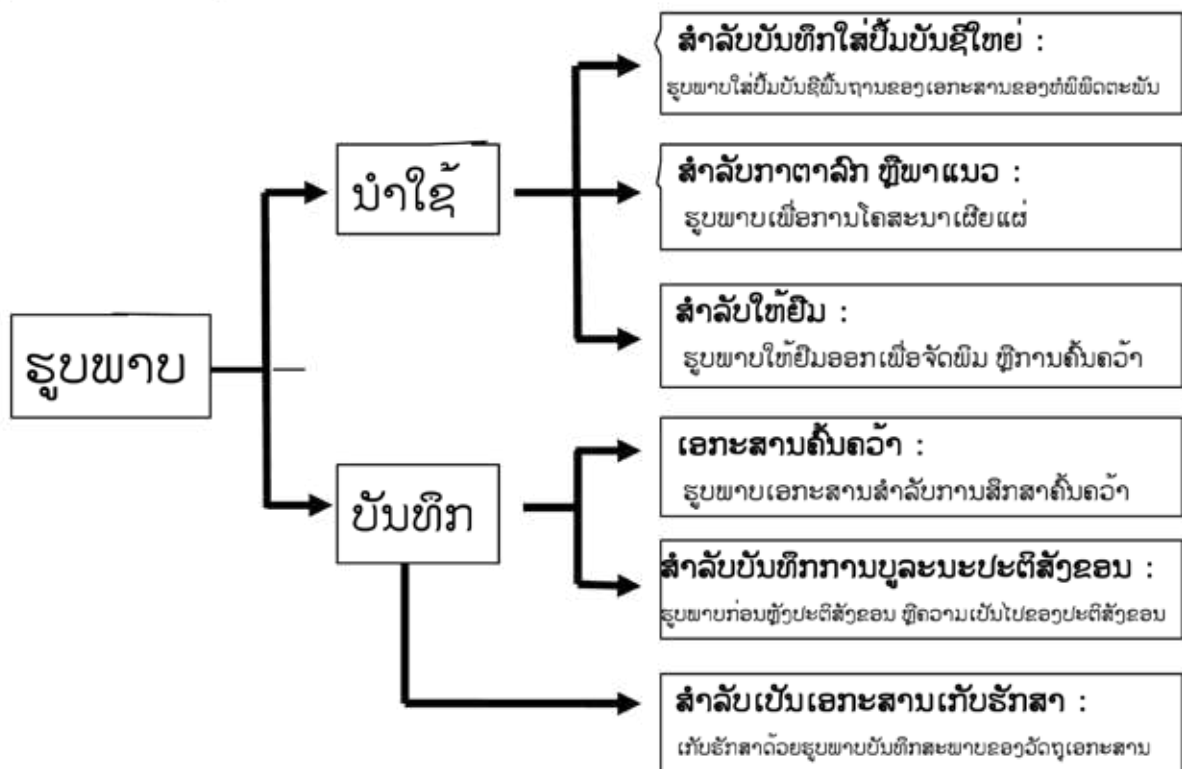 ຮູບພາບ
ນຳໃຊ້
ສຳລັບບັນທຶກໃສ່ປື້ມບັນຊີໃຫຍ່ :
ຮູບພາບໃສ່ປື້ມບັນຊີພື້ນຖານຂອງເອກະສານຂອງຫໍພິພິດຕະພັນ
ສຳລັບກາຕາລົກ ຫຼືພາແນວ :
ຮູບພາບເພື່ອການໂຄສະນາເຜີຍແຜ່
ສຳລັບໃຫ້ຢືມ :
ຮູບພາບໃຫ້ຢືມອອກເພື່ອຈັດພິມ ຫຼືການຄົ້ນຄວ້າ
ບັນທຶກ
ເອກະສານຄົ້ນຄວ້າ :
ຮູບພາບເອກະສານສຳລັບການສຶກສາຄົ້ນຄວ້າ
ສຳລັບບັນທຶກການບູລະນະປະຕິສັງຂອນ :
ຮູບພາບກ່ອນຫຼັງປະຕິສັງຂອນ ຫຼືຄວາມເປັນໄປຂອງປະຕິສັງຂອນ
ສຳລັບເປັນເອກະສານເກັບຮັກສາ :
ເກັບຮັກສາດ້ວຍຮູບພາບບັນທຶກສະພາບຂອງວັດຖຸເອກະສານ